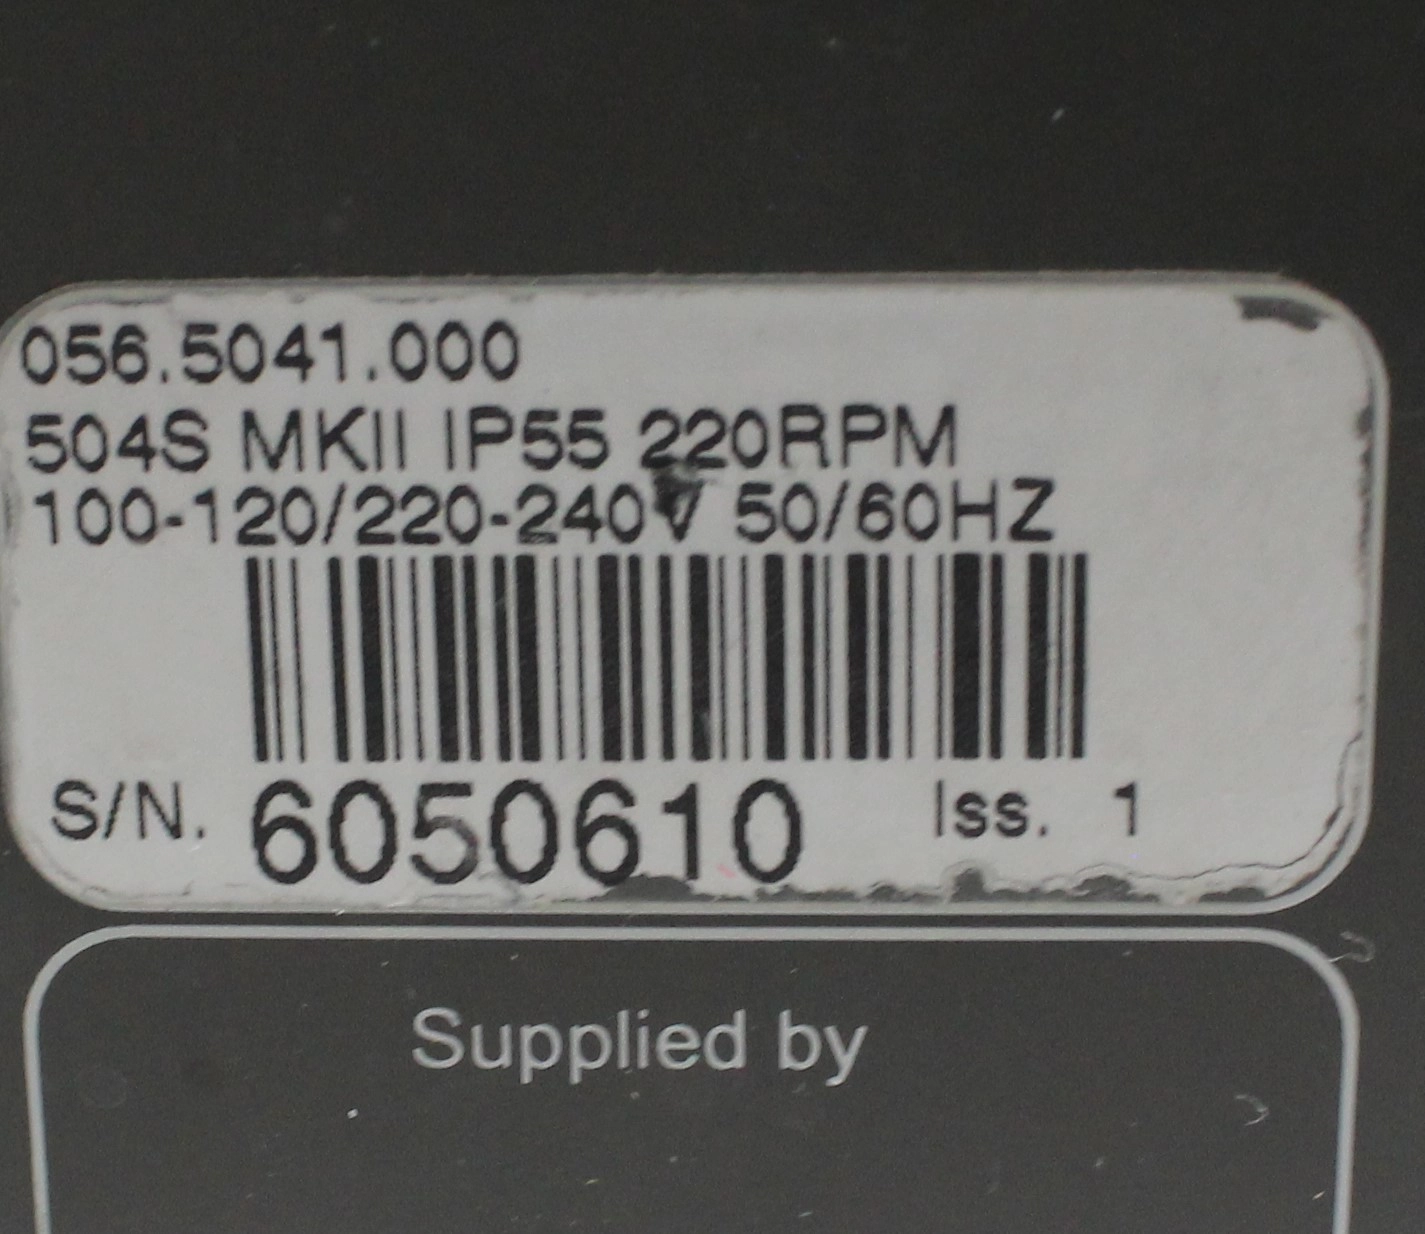 056.5041.000
504S MKII IP55 220RPM
100-120/220-240V 50/60HZ
S/N. 6050610 Iss. 1
Supplied by